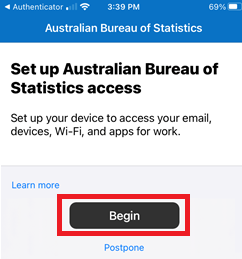 Authenticator 3:39 PM 69%
Australian Bureau of Statistics
Set up Australian Bureau of
Statistics access
Set up your device to access your email,
devices, Wi-Fi, and apps for work.
Learn more
Begin
Postpone